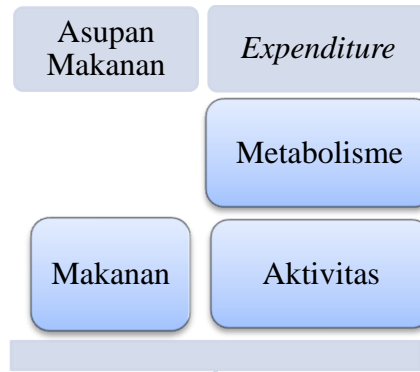 Asupan
Makanan
Expenditure
Metabolisme
Makanan
Aktivitas